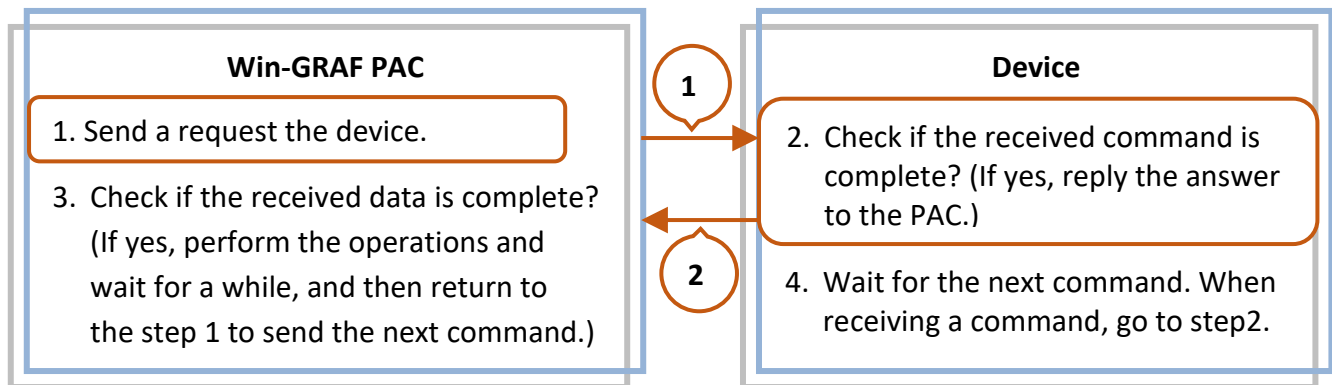 Win-GRAF PAC
1. Send a request the device.
3. Check if the received data is complete?
(If yes, perform the operations and
wait for a while, and then return to
the step 1 to send the next command.)
1
2
Device
2. Check if the received command is
complete? (If yes, reply the answer
to the PAC.)
4. Wait for the next command. When
receiving a command, go to step2.